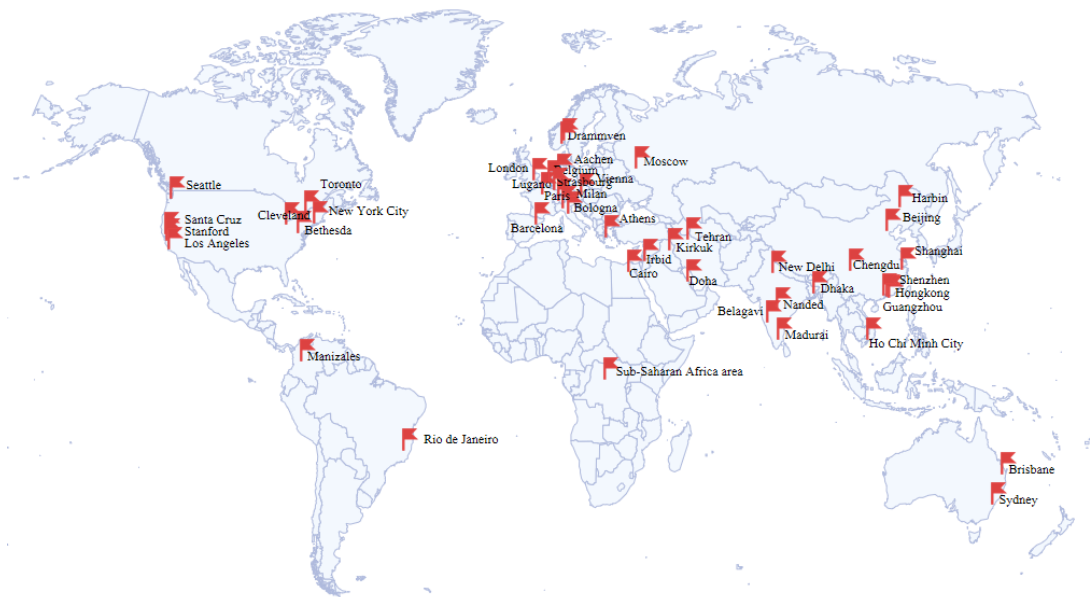 Drammven
London
Aachen
Belgium
Moscow
Lugano
Strasbourg
Vienna
Paris
Milan
Bologna
Barcelona
Athens
Seattle
Toronto
Cleveland
New York City
Bethesda
Santa Cruz
Stanford
Los Angeles
Harbin
Beijing
Shanghai
Tehran
Kirkuk
Irbid
Cairo
Doha
New Delhi
Chengdu
Dhaka
Shenzhen
Hongkong
Guangzhou
Nanded
Belagavi
Madurai
Ho Chi Minh City
Manizales
Sub-Saharan Africa area
Rio de Janeiro
Brisbane
Sydney